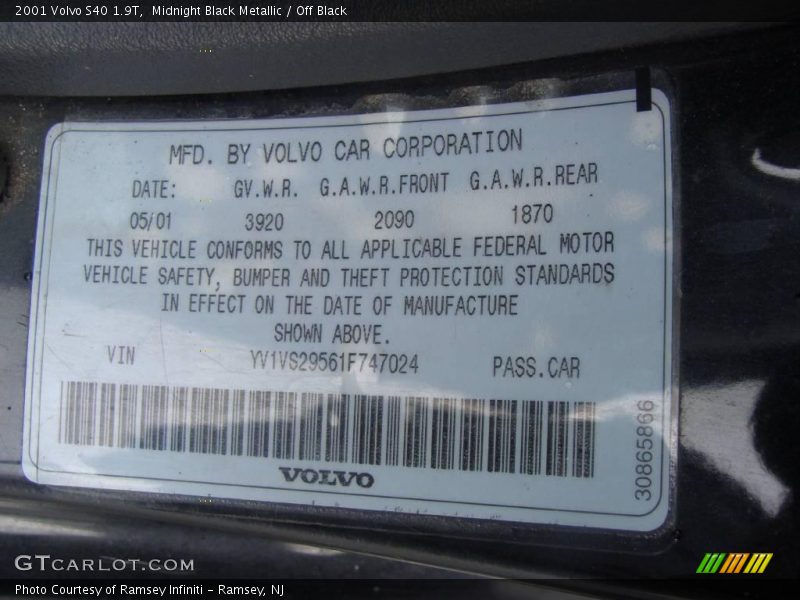 2001 Volvo S40 1.9T, Midnight Black Metallic / Off Black
MFD. BY VOLVO CAR CORPORATION
DATE: GV.W.R. G.A.W.R.FRONT G.A.W.R.REAR
05/01 3920 2090 1870
THIS VEHICLE CONFORMS TO ALL APPLICABLE FEDERAL MOTOR
VEHICLE SAFETY, BUMPER AND THEFT PROTECTION STANDARDS
IN EFFECT ON THE DATE OF MANUFACTURE
SHOWN ABOVE.
VIN YV1VS29561F747024 PASS.CAR
VOLVO
30865866
GTCARLOT.COM
Photo Courtesy of Ramsey Infiniti - Ramsey, NJ